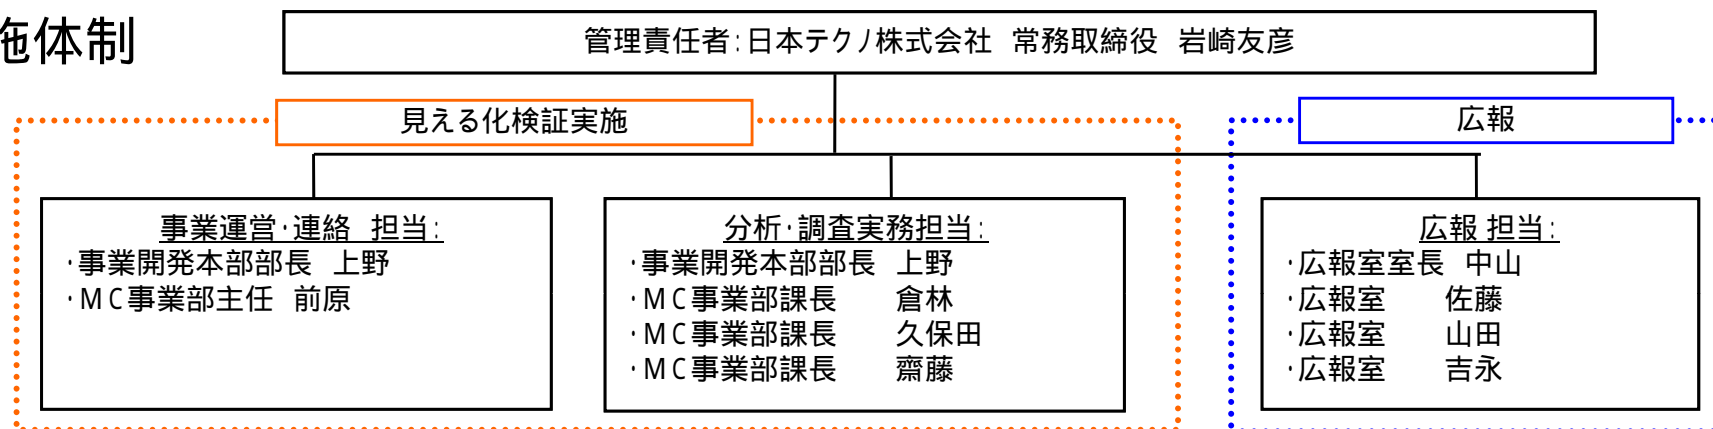 施体制
管理責任者:日本テクノ株式会社 常務取締役 岩崎友彦
見える化検証実施
広報
事業運営・連絡 担当:
・事業開発本部部長 上野
・MC事業部主任 前原
分析・調査実務担当:
・事業開発本部部長 上野
・MC事業部課長 倉林
・MC事業部課長 久保田
・MC事業部課長 齋藤
広報 担当:
・広報室室長 中山
・広報室 佐藤
・広報室 山田
・広報室 吉永